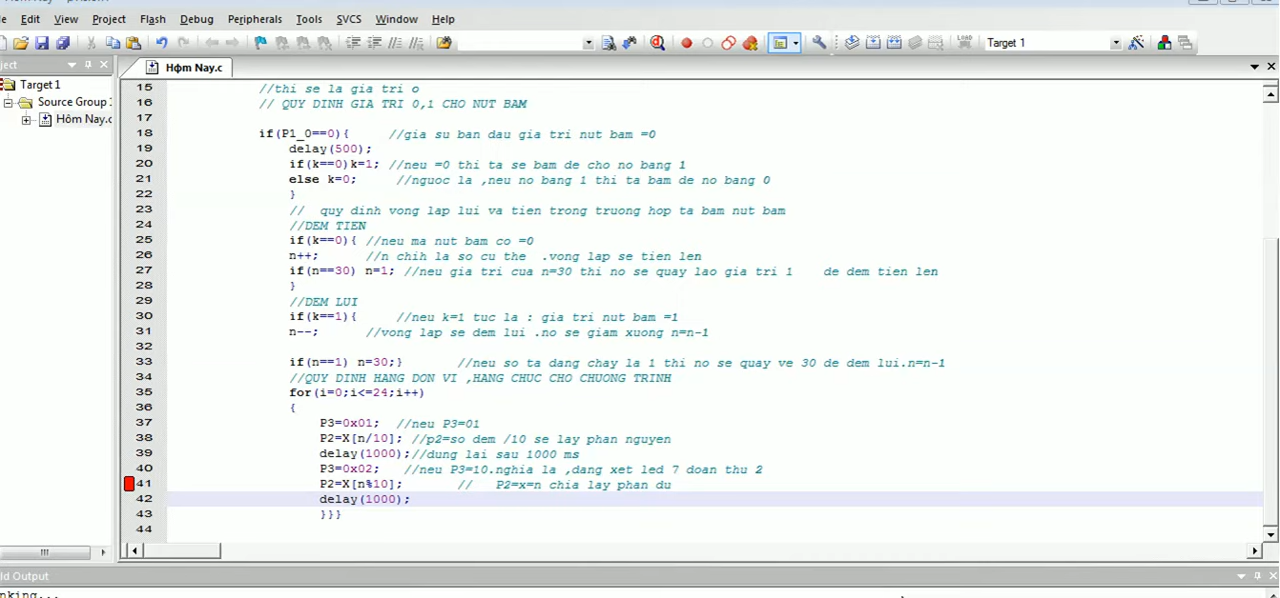 Edit View Project Flash Debug Peripherals Tools SVCS Window Help
Target 1
Hôm Nay.c
Target 1
Source Group
Hôm Nay.c
15 //thi se la gia tri o
16 // QUY DINH GIA TRI 0,1 CHO NUT BAM
17
18 if(P1_0==0){ //gia su ban dau gia tri nut bam =0
19 delay(500);
20 if(k==0)k=1; //neu =0 thi ta se bam de cho no bang 1
21 else k=0; //nguoc la ,neu no bang 1 thi ta bam de no bang 0
22 }
23 // quy dinh vong lap lui va tien trong truong hop ta bam nut bam
24 //DEM TIEN
25 if(k==0){ //neu ma nut bam co =0
26 n++; //n chih la so cu the .vong lap se tien len
27 if(n==30) n=1; //neu gia tri cua n=30 thi no se quay lao gia tri 1 de dem tien len
28 }
29 //DEM LUI
30 if(k==1){ //neu k=1 tuc la : gia tri nut bam =1
31 n--; //vong lap se dem lui .no se giam xuong n=n-1
32
33 if(n==1) n=30;} //neu so ta dang chay la 1 thi no se quay ve 30 de dem lui.n=n-1
34 //QUY DINH HANG DON VI ,HANG CHUC CHO CHUONG TRINH
35 for(i=0;i<=24;i++)
36 {
37 P3=0x01; //neu P3=01
38 P2=X[n/10]; //p2=so dem /10 se lay phan nguyen
39 delay(1000);//dung lai sau 1000 ms
40 P3=0x02; //neu P3=10.nghia la ,dang xet led 7 doan thu 2
41 P2=X[n%10]; // P2=x=n chia lay phan du
42 delay(1000);
43 }}}
44
Output